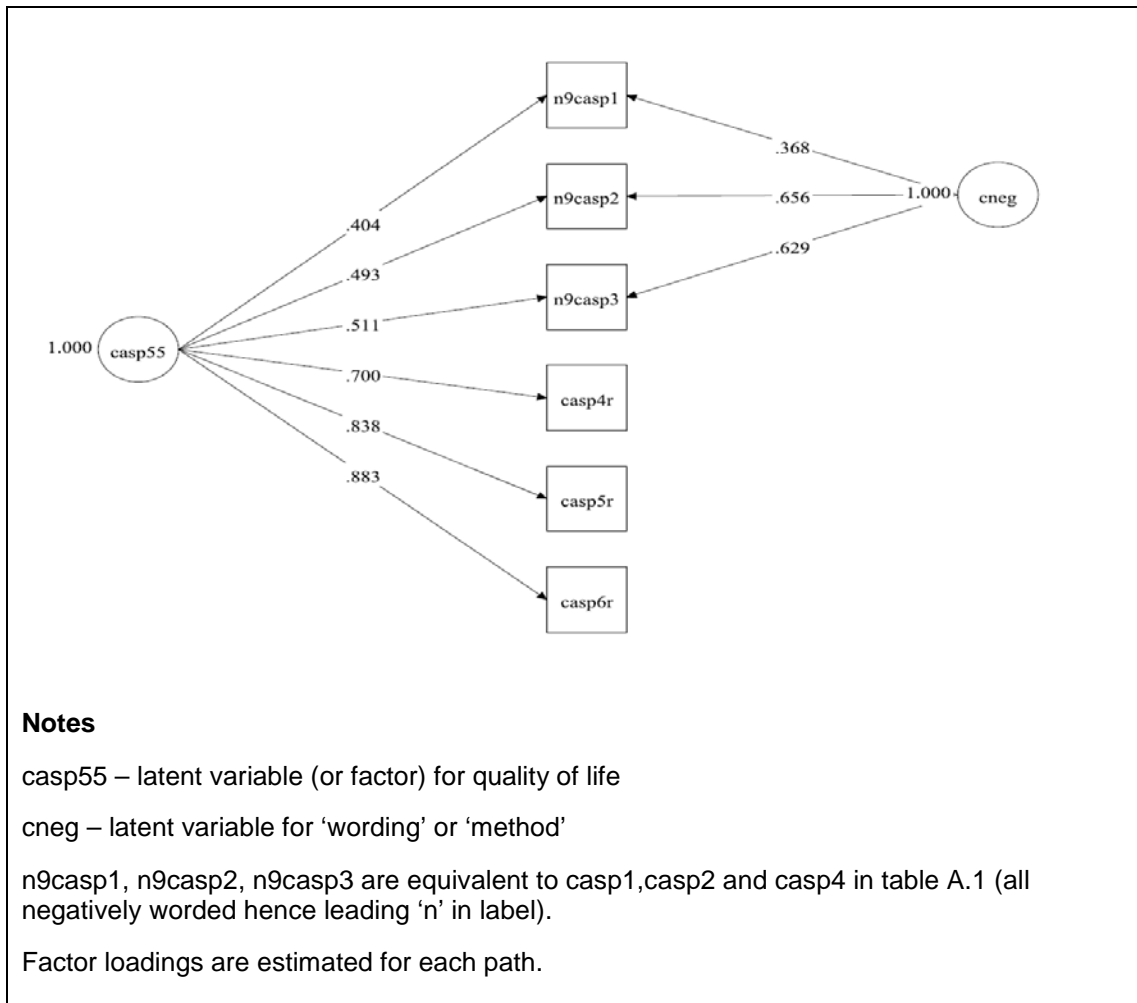 n9casp1
.368
n9casp2
.656
1.000
cneg
.404
.629
.493
n9casp3
.511
1.000
casp55
.700
casp4r
.838
.883
casp5r
casp6r
Notes
casp55 – latent variable (or factor) for quality of life
cneg – latent variable for ‘wording’ or ‘method’
n9casp1, n9casp2, n9casp3 are equivalent to casp1,casp2 and casp4 in table A.1 (all
negatively worded hence leading ‘n’ in label).
Factor loadings are estimated for each path.